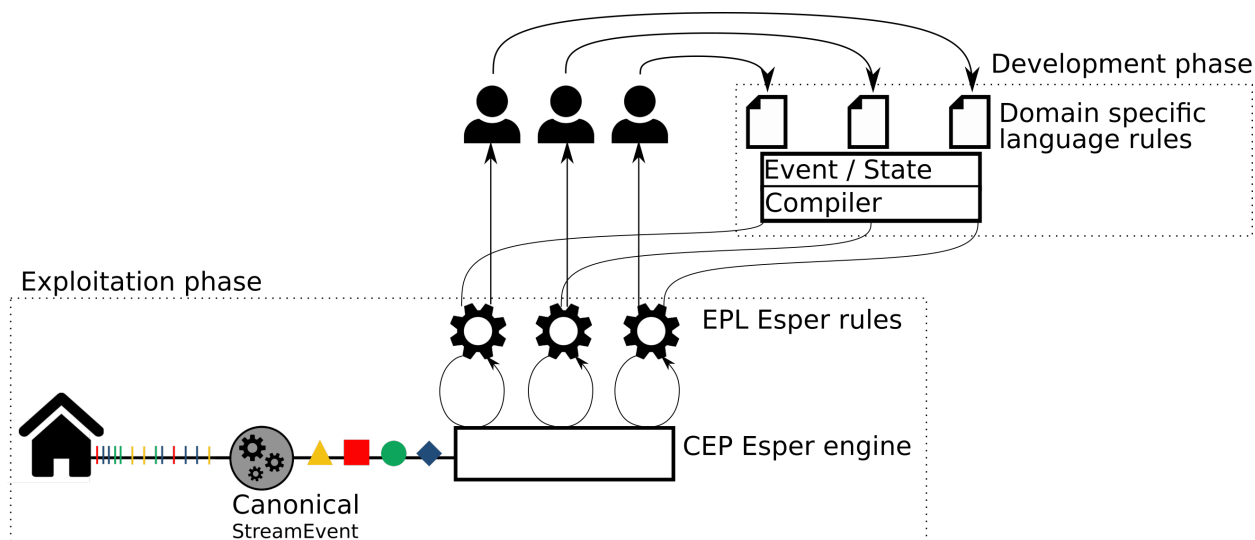 Development phase
Domain specific
language rules
Event / State
Compiler
Exploitation phase
EPL Esper rules
CEP Esper engine
Canonical
StreamEvent